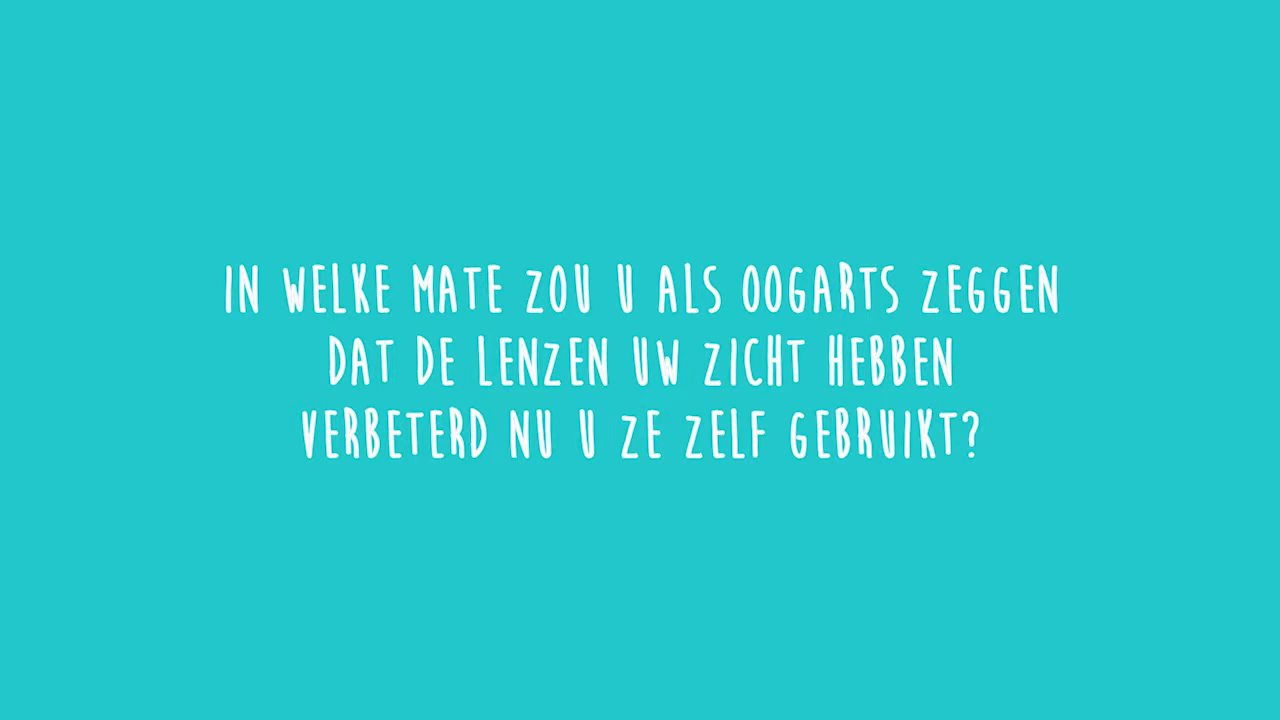 IN WELKE MATE ZOU U ALS OOGARTS ZEGGEN
DAT DE LENZEN UW ZICHT HEBBEN
VERBETERD NU U ZE ZELF GEBRUIKT?